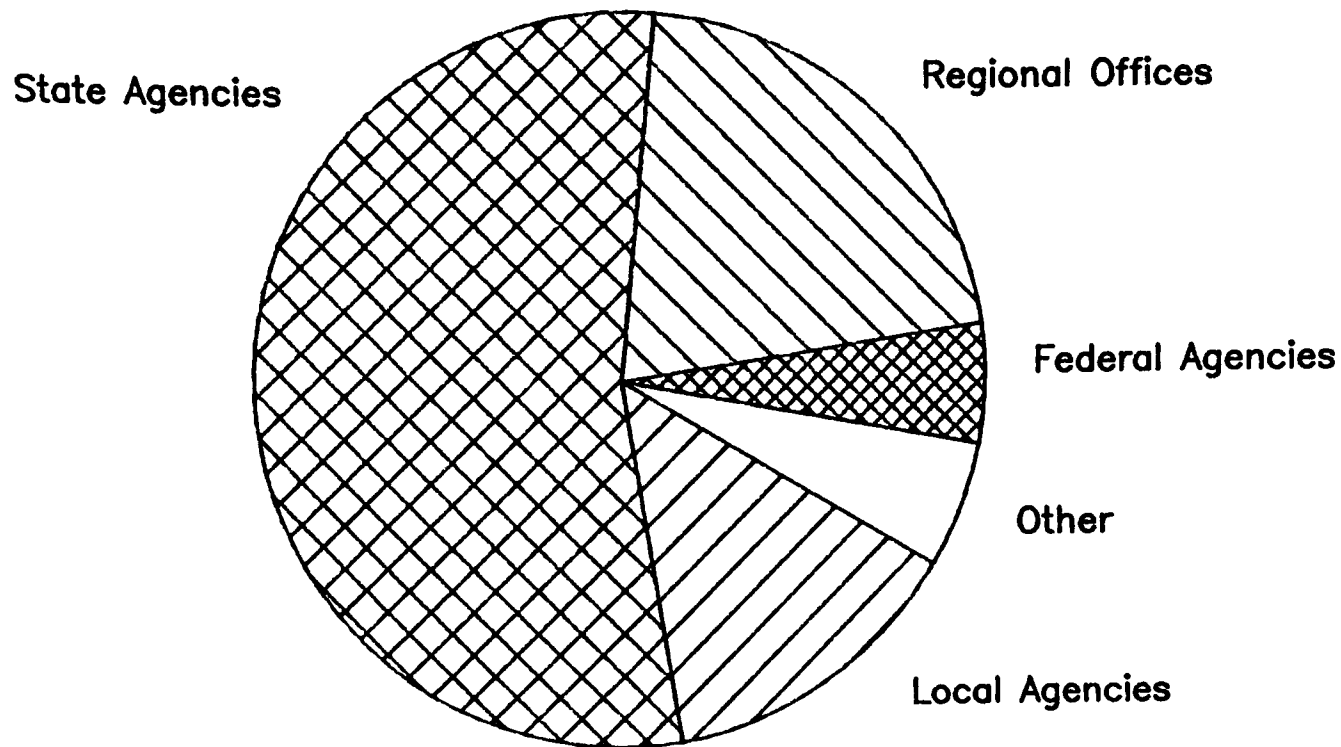 State Agencies
Regional Offices
Federal Agencies
Other
Local Agencies